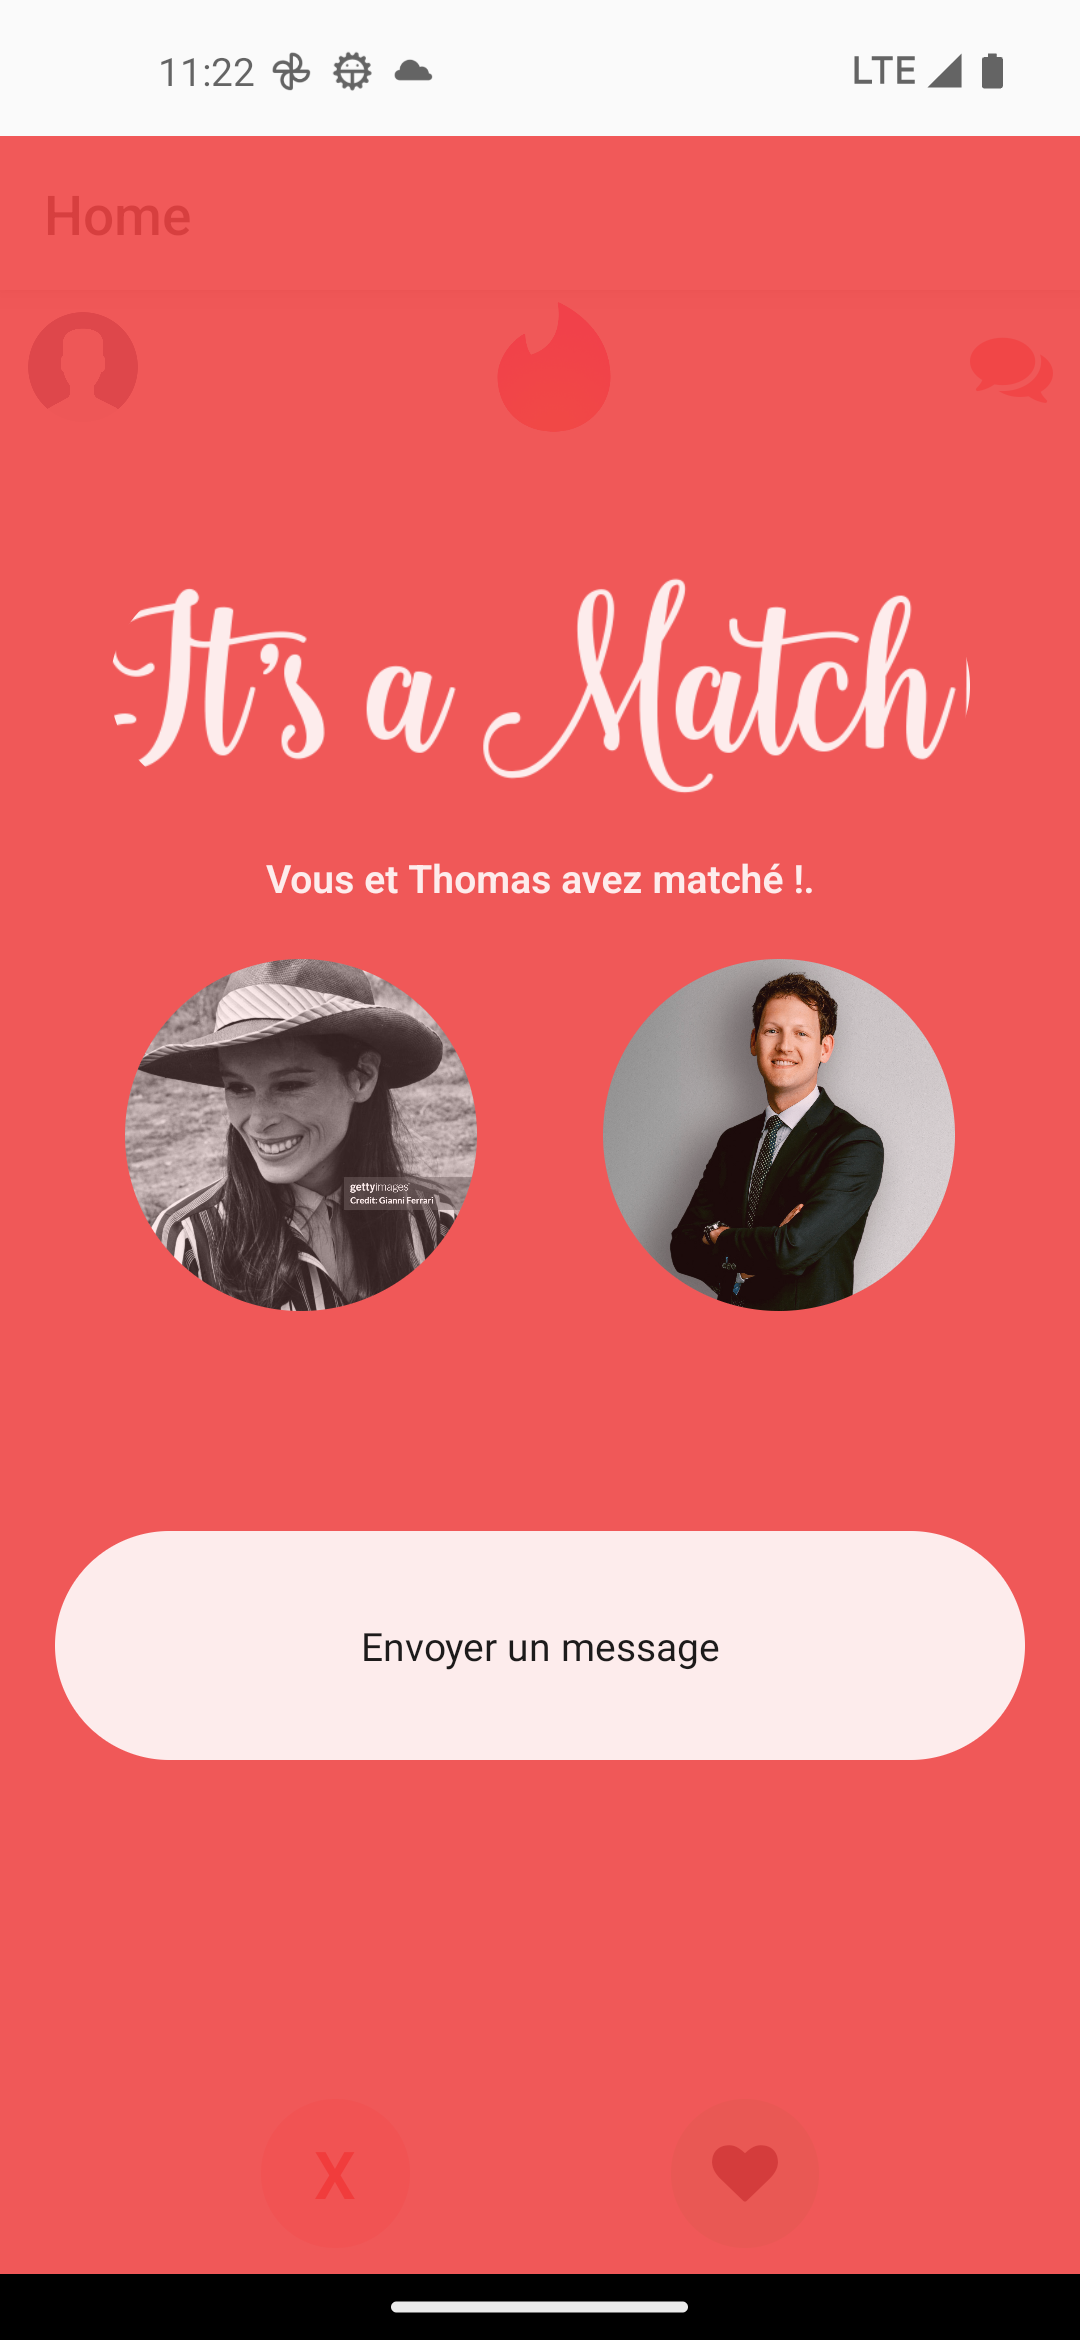 11:22 LTE
Home
It's a Match
Vous et Thomas avez matché !.
gettyimages
Credit: Gianni Ferrari
Envoyer un message
X